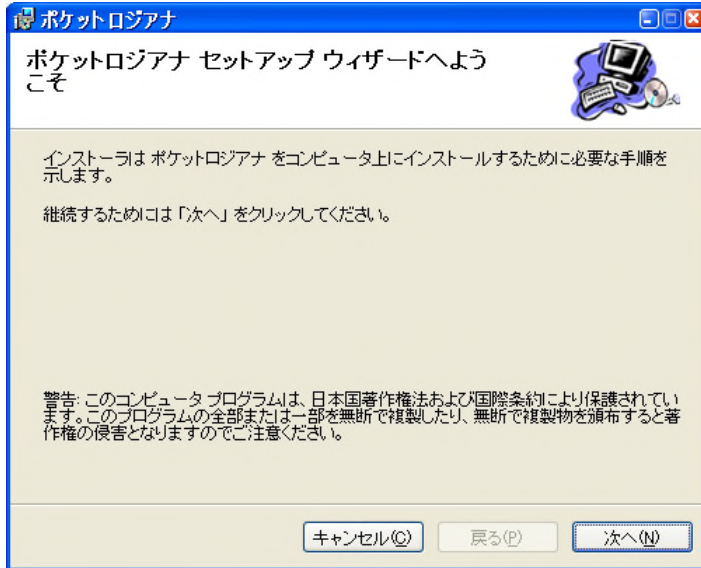 ポケットロジアナ
ポケットロジアナ セットアップ ウィザードへよう
こそ
インストーラは ポケットロジアナ をコンピュータ上にインストールするために必要な手順を
示します。
継続するためには「次へ」をクリックしてください。
警告: このコンピュータ プログラムは、日本国著作権法および国際条約により保護されてい
ます。このプログラムの全部または一部を無断で複製したり、無断で複製物を頒布すると著
作権の侵害となりますのでご注意ください。
キャンセル(C) 戻る(P) 次へ(N)